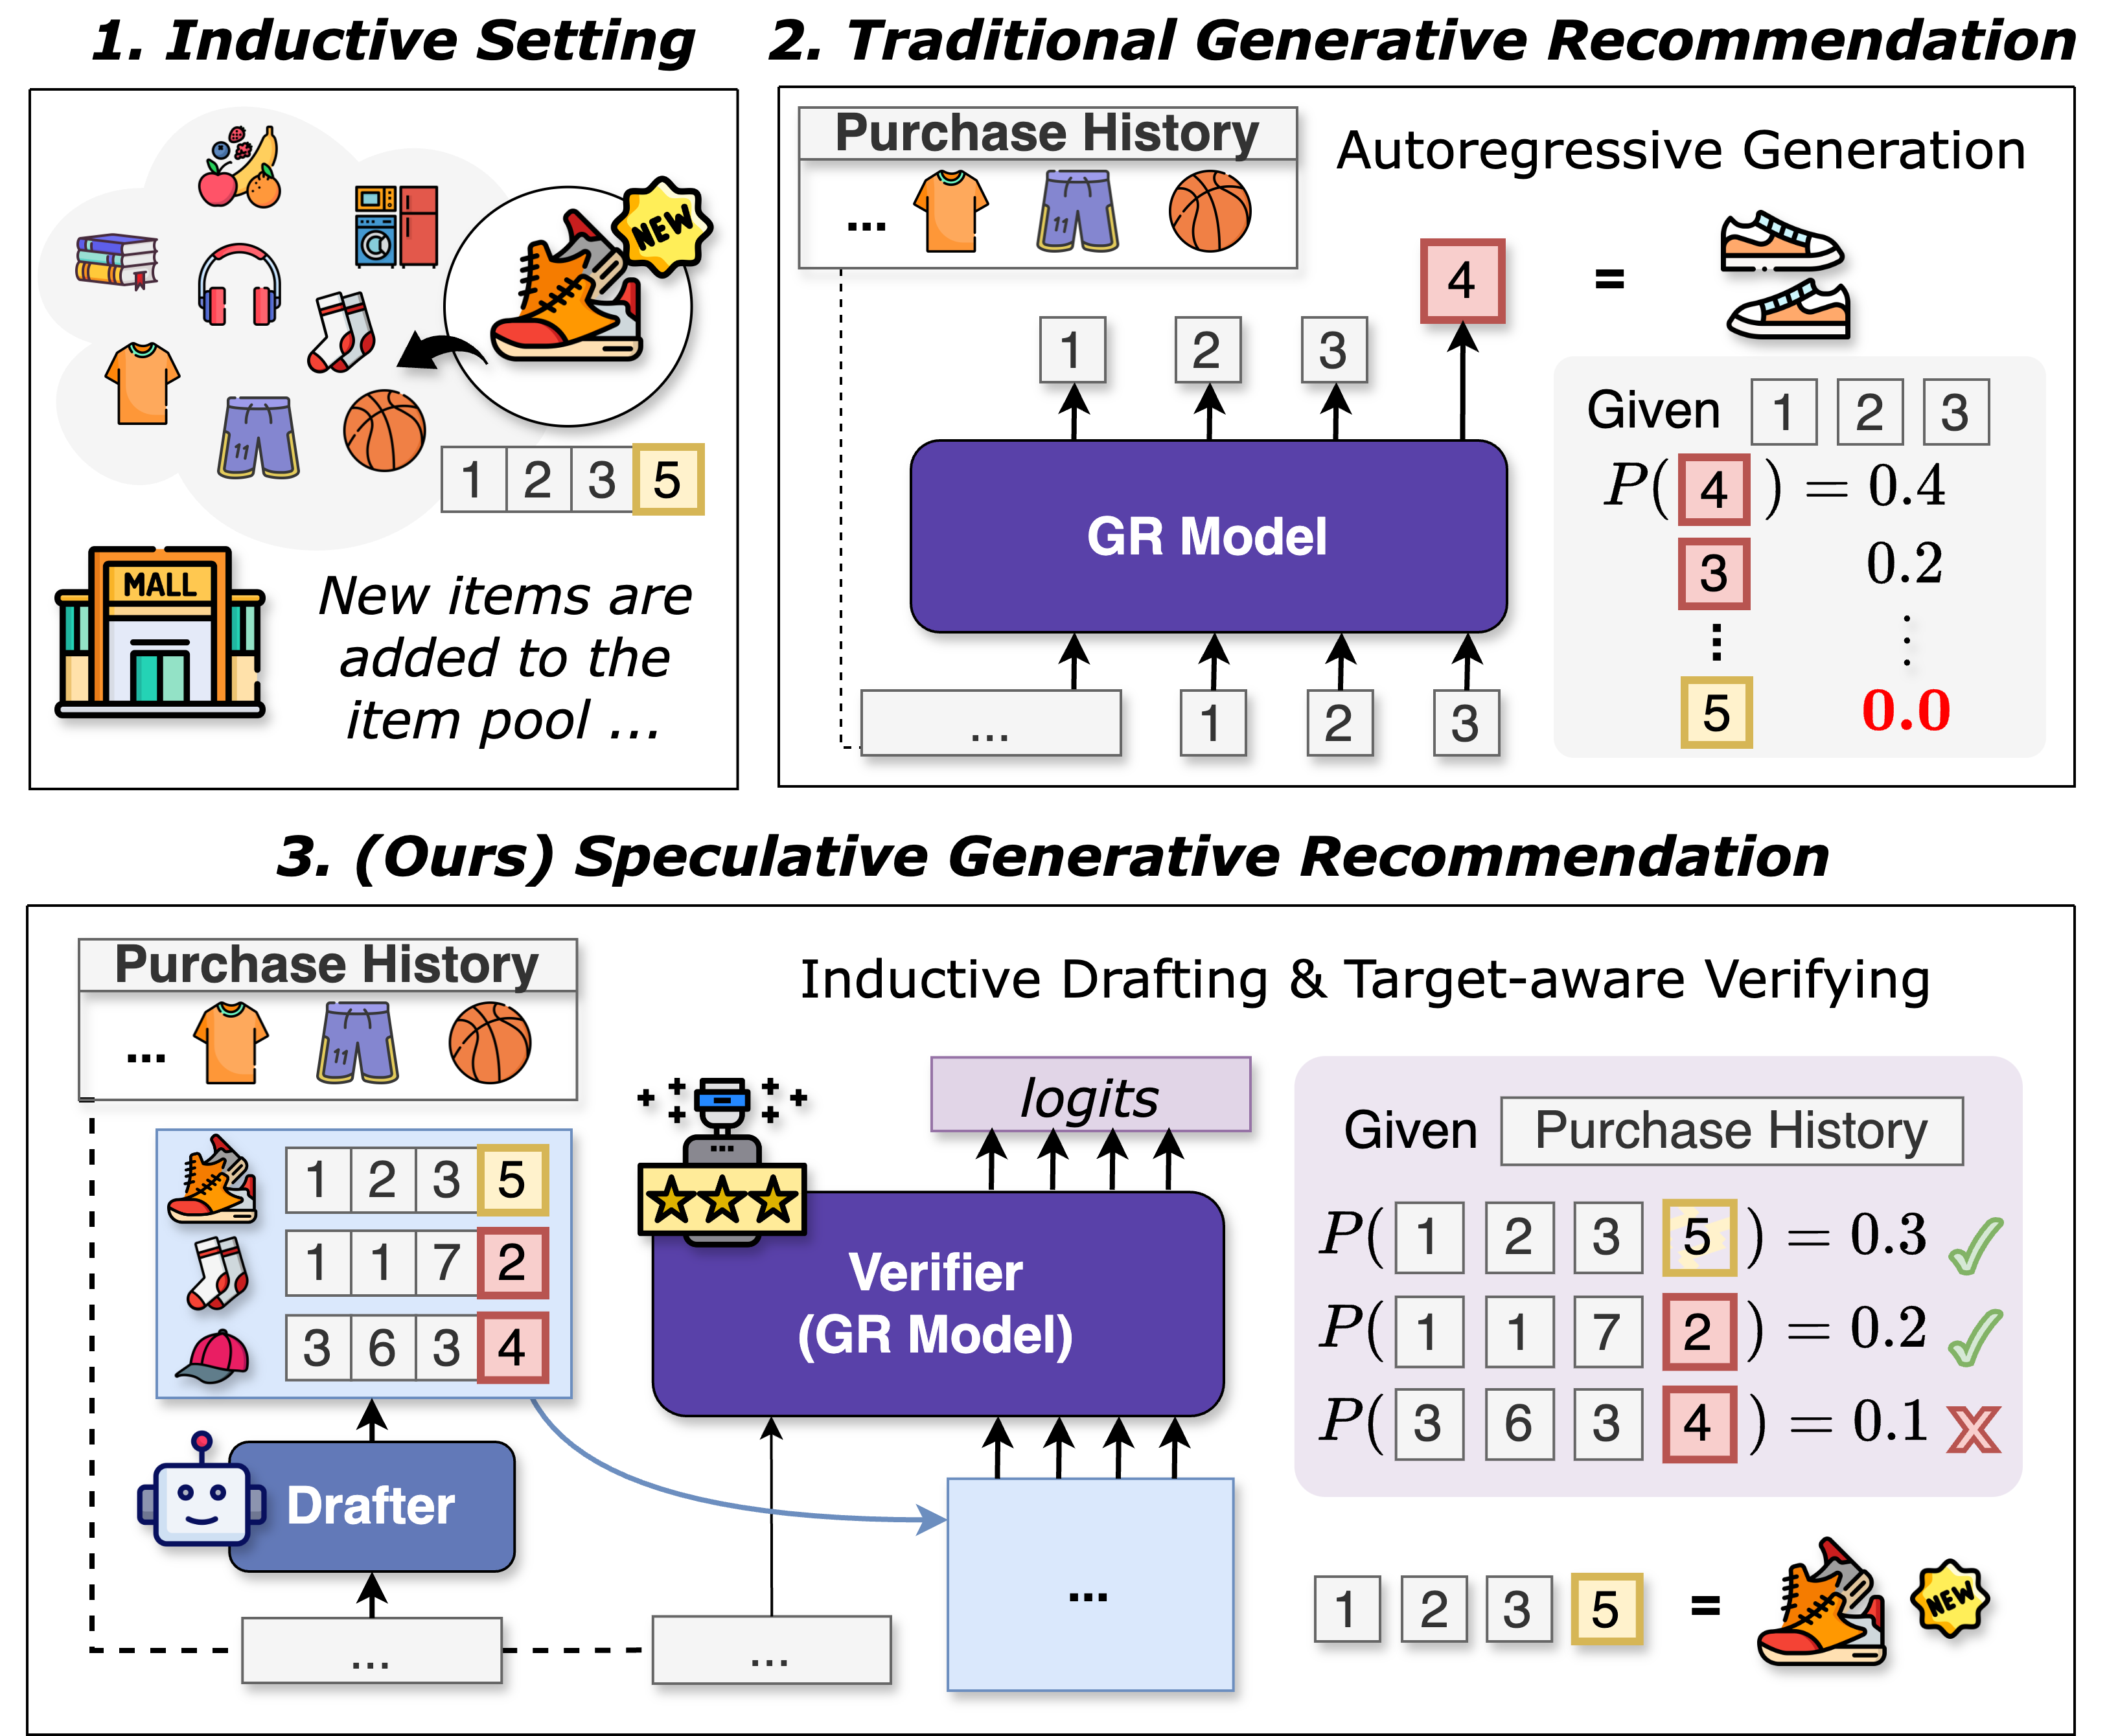 1. Inductive Setting
NEW
11
1 2 3 5
MALL
New items are
added to the
item pool ...
2. Traditional Generative Recommendation
Purchase History
... 11
Autoregressive Generation
4 =
1 2 3
GR Model
... 1 2 3
Given 1 2 3
P( 4 ) = 0.4
3 0.2
⋮ ⋮
5 0.0
3. (Ours) Speculative Generative Recommendation
Purchase History
... 11
Inductive Drafting & Target-aware Verifying
1 2 3 5
1 1 7 2
3 6 3 4
Drafter
...
logits
Verifier
(GR Model)
...
...
Given Purchase History
P( 1 2 3 5 ) = 0.3
P( 1 1 7 2 ) = 0.2
P( 3 6 3 4 ) = 0.1
1 2 3 5 = NEW